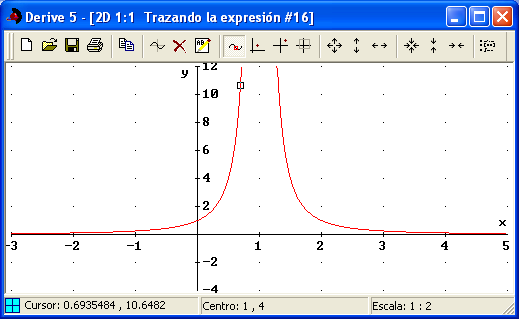 Derive 5 - [2D 1:1 Trazando la expresión #16]
y
12
10
8
6
4
2
x
-3 -2 -1 1 2 3 4 5
-2
-4
Cursor: 0.6935484 , 10.6482 Centro: 1 , 4 Escala: 1 : 2